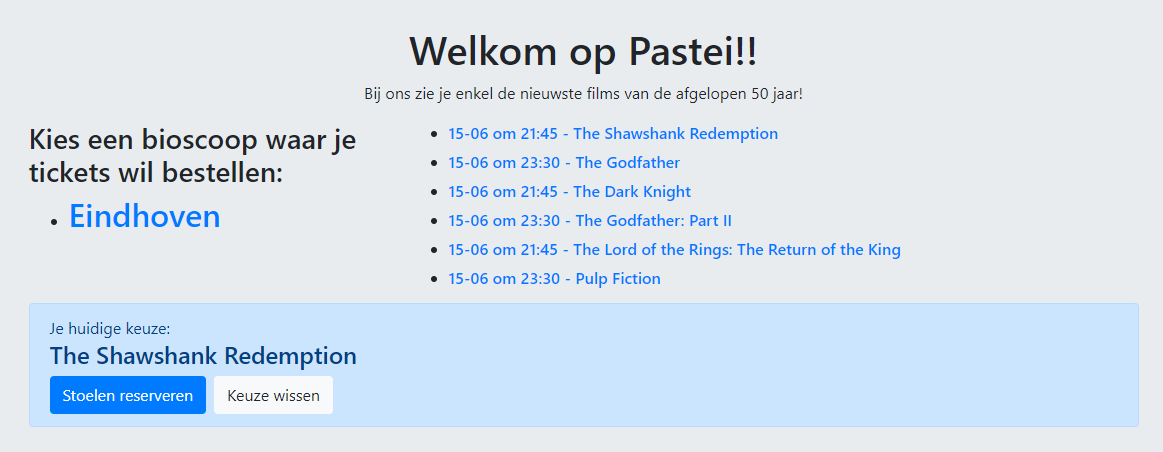 Welkom op Pastei!!
Bij ons zie je enkel de nieuwste films van de afgelopen 50 jaar!
Kies een bioscoop waar je
tickets wil bestellen:
Eindhoven
15-06 om 21:45 - The Shawshank Redemption
15-06 om 23:30 - The Godfather
15-06 om 21:45 - The Dark Knight
15-06 om 23:30 - The Godfather: Part II
15-06 om 21:45 - The Lord of the Rings: The Return of the King
15-06 om 23:30 - Pulp Fiction
Je huidige keuze:
The Shawshank Redemption
Stoelen reserveren
Keuze wissen